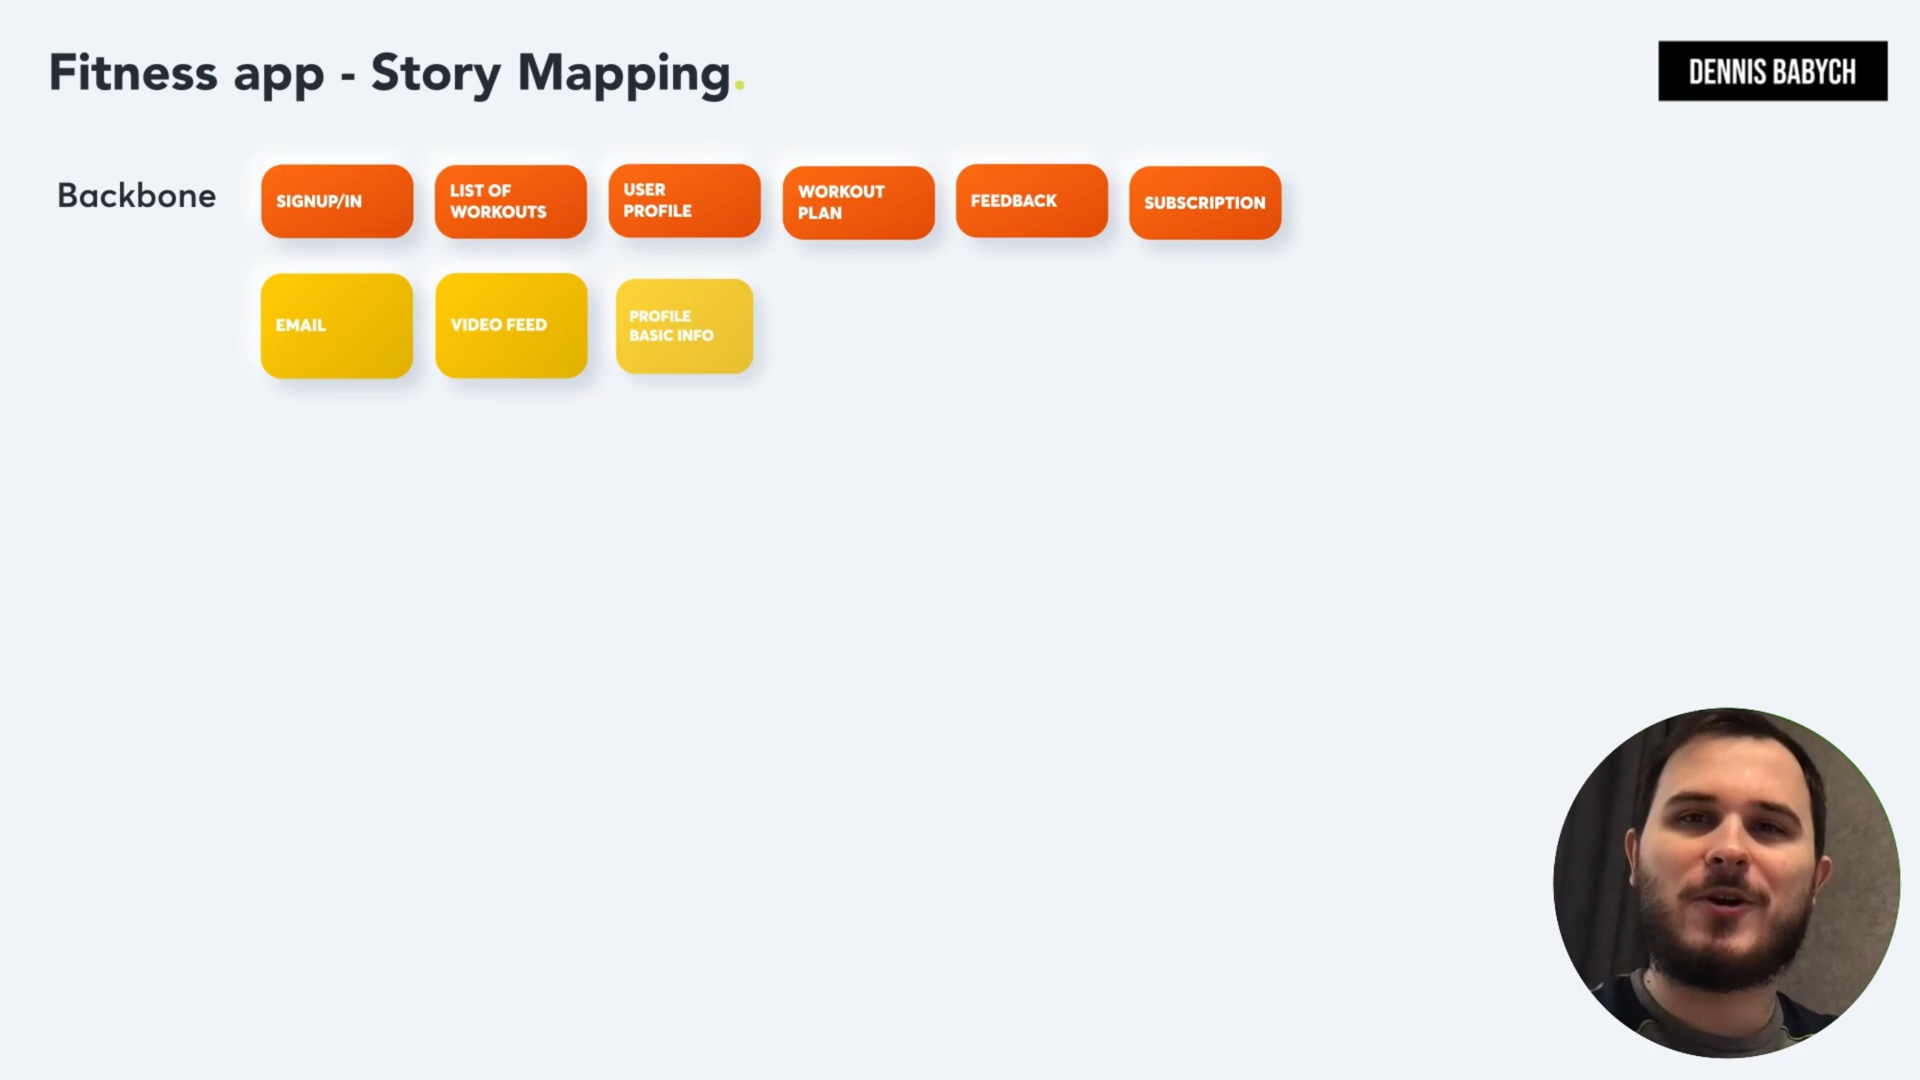 Fitness app - Story Mapping.
DENNIS BABYCH
Backbone
SIGNUP/IN
LIST OF
WORKOUTS
USER
PROFILE
WORKOUT
PLAN
FEEDBACK
SUBSCRIPTION
EMAIL
VIDEO FEED
PROFILE
BASIC INFO